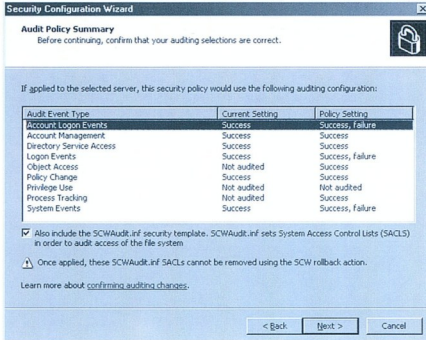 Security Configuration Wizard
Audit Policy Summary
Before continuing, confirm that your auditing selections are correct.
If applied to the selected server, this security policy would use the following auditing configuration:
Audit Event Type Current Setting Policy Setting
Account Logon Events Success Success, failure
Account Management Success Success
Directory Service Access Success Success
Logon Events Success Success, failure
Object Access Not audited Success
Policy Change Success Success
Privilege Use Not audited Not audited
Process Tracking Not audited Success
System Events Success Success, failure
Also include the SCWAudit.inf security template. SCWAudit.inf sets System Access Control Lists (SACLS)
in order to audit access of the file system
Once applied, these SCWAudit.inf SACLs cannot be removed using the SCW rollback action.
Learn more about confirming auditing changes.
< Back Next > Cancel